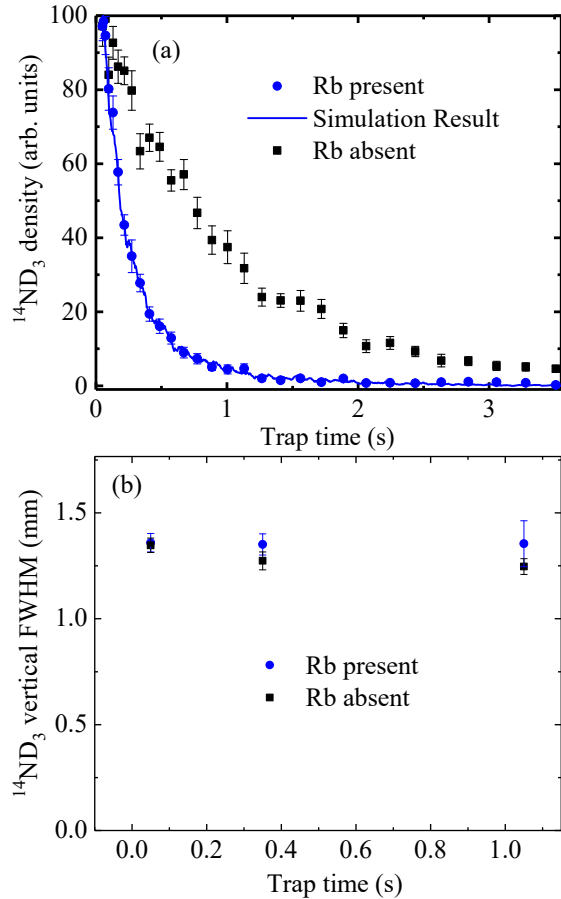 (a)
100
80
60
40
20
0
¹⁴ND₃ density (arb. units)
Rb present
Simulation Result
Rb absent
0 1 2 3
Trap time (s)
(b)
1.5
1.0
0.5
0.0
¹⁴ND₃ vertical FWHM (mm)
Rb present
Rb absent
0.0 0.2 0.4 0.6 0.8 1.0
Trap time (s)